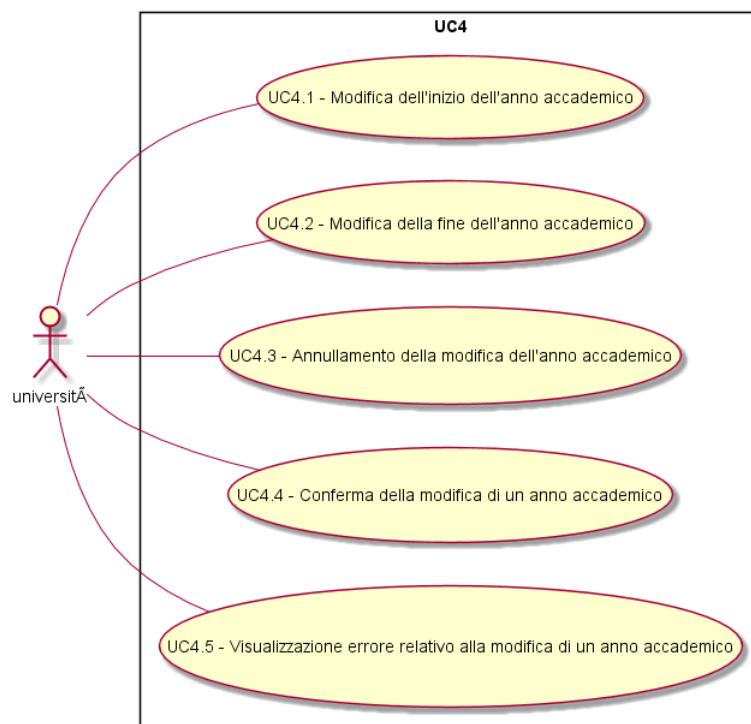 UC4
UC4.1 - Modifica dell'inizio dell'anno accademico
UC4.2 - Modifica della fine dell'anno accademico
UC4.3 - Annullamento della modifica dell'anno accademico
universitÃ
UC4.4 - Conferma della modifica di un anno accademico
UC4.5 - Visualizzazione errore relativo alla modifica di un anno accademico